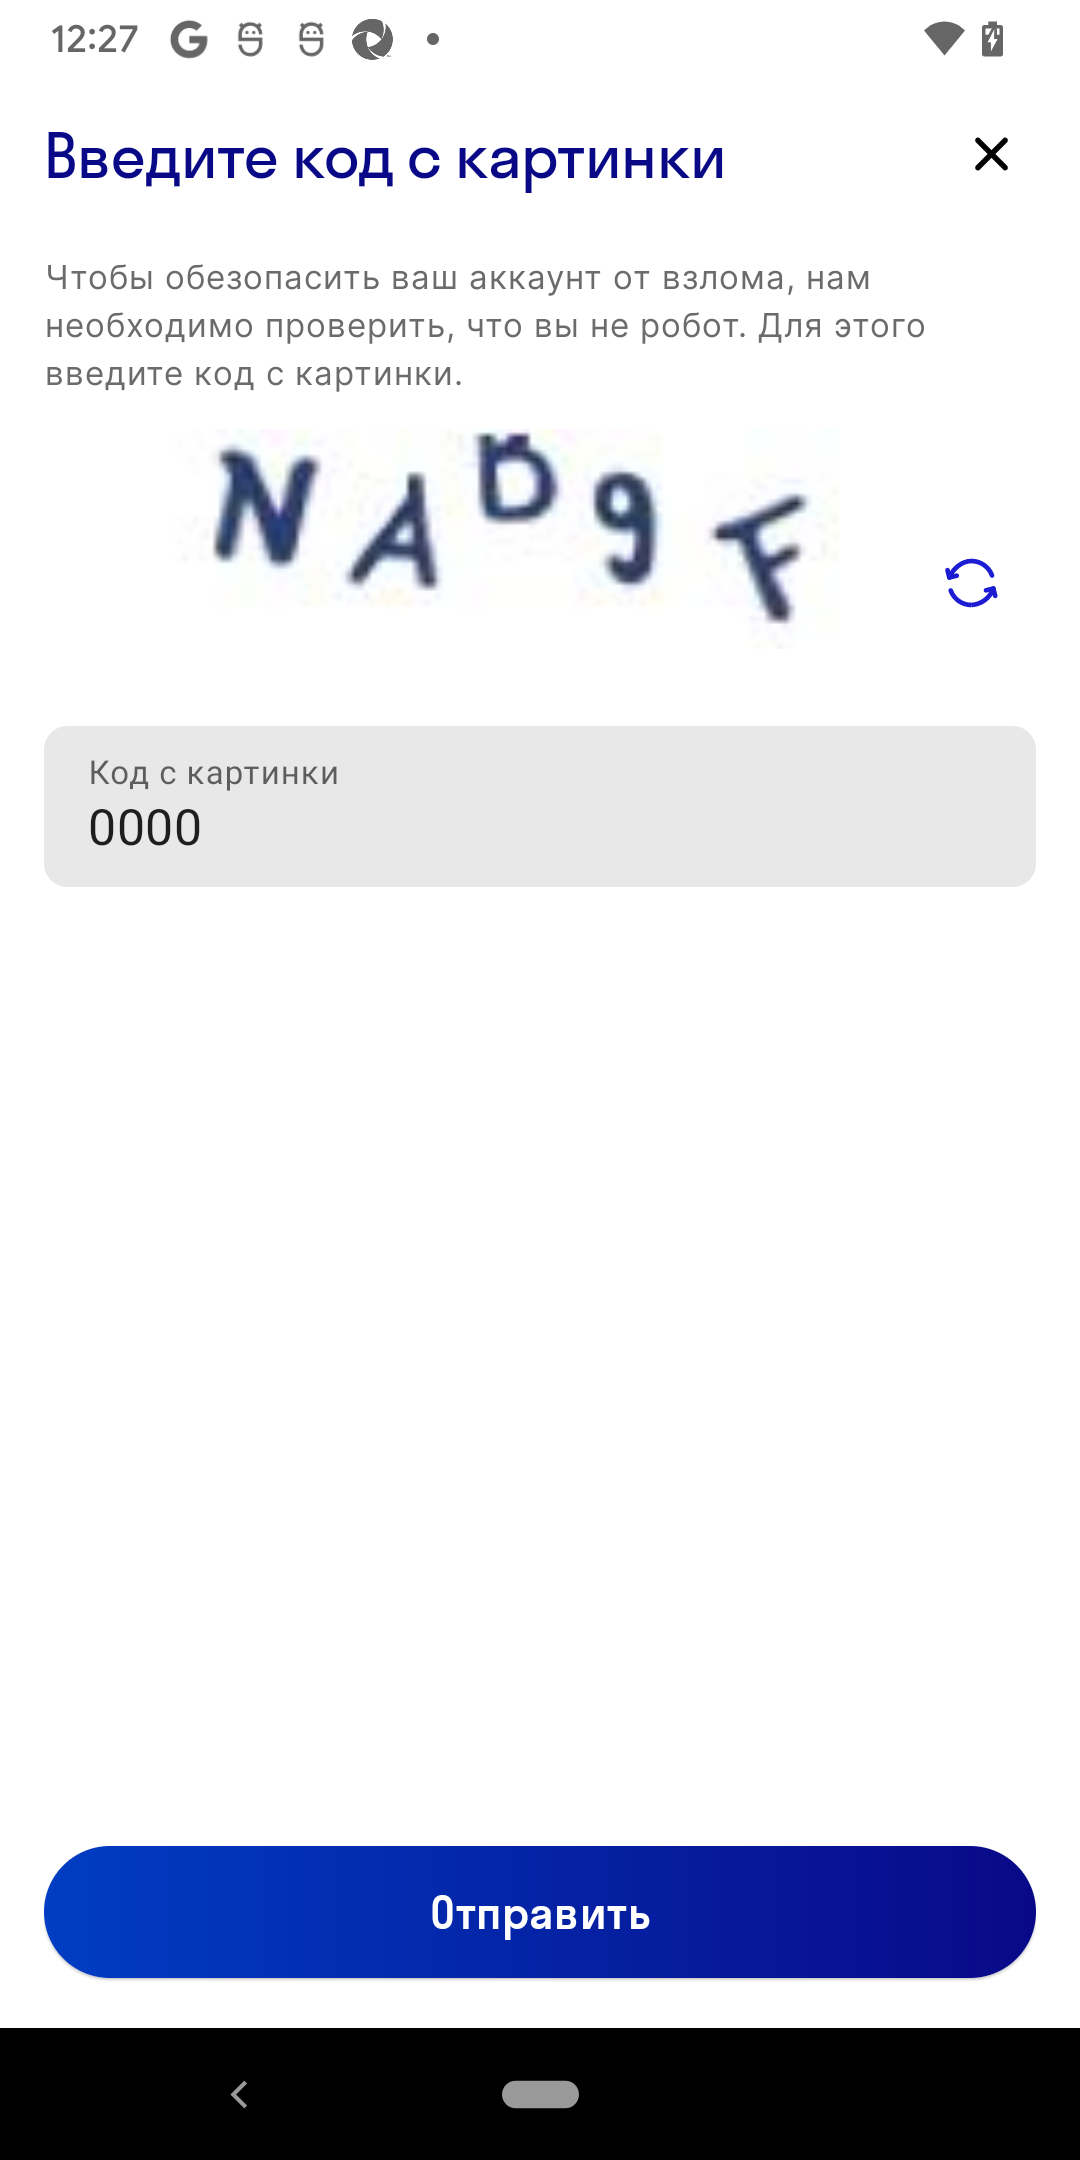 12:27
Введите код с картинки
Чтобы обезопасить ваш аккаунт от взлома, нам
необходимо проверить, что вы не робот. Для этого
введите код с картинки.
Код с картинки
0000
Отправить